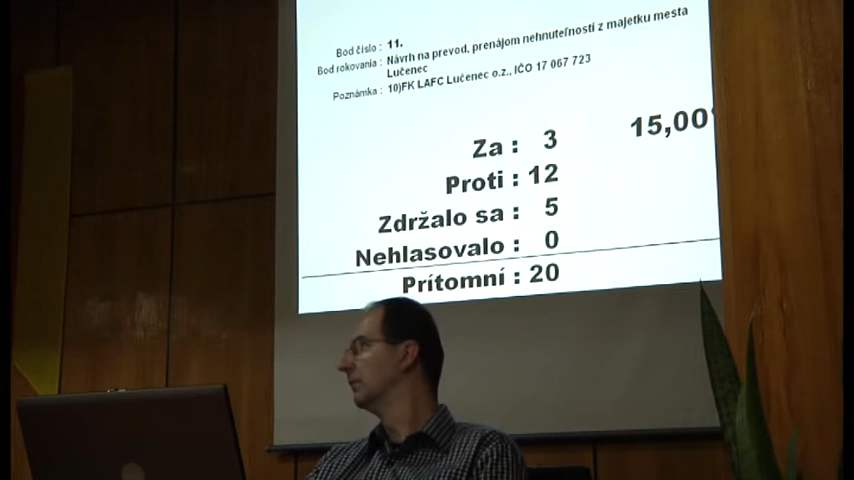 Bod číslo : 11.
Bod rokovania : Návrh na prevod, prenájom nehnuteľností z majetku mesta
Lučenec
Poznámka : 10)FK LAFC Lučenec o.z., IČO 17 067 723
Za : 3 15,00
Proti : 12
Zdržalo sa : 5
Nehlasovalo : 0
Prítomní : 20